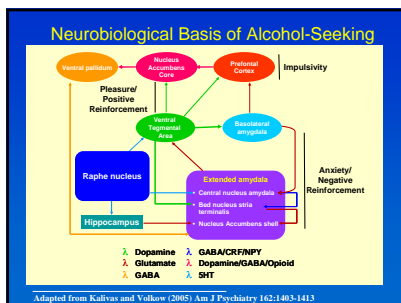 Neurobiological Basis of Alcohol-Seeking
Ventral pallidum
Nucleus
Accumbens
Core
Prefontal
Cortex
Impulsivity
Pleasure/
Positive
Reinforcement
Ventral
Tegmental
Area
Basolateral
amygdala
Raphe nucleus
Hippocampus
Extended amydala
• Central nucleus amydala
• Bed nucleus stria
terminalis
• Nucleus Accumbens shell
Anxiety/
Negative
Reinforcement
λ Dopamine
λ Glutamate
λ GABA
λ GABA/CRF/NPY
λ Dopamine/GABA/Opioid
λ 5HT
Adapted from Kalivas and Volkow (2005) Am J Psychiatry 162:1403-1413